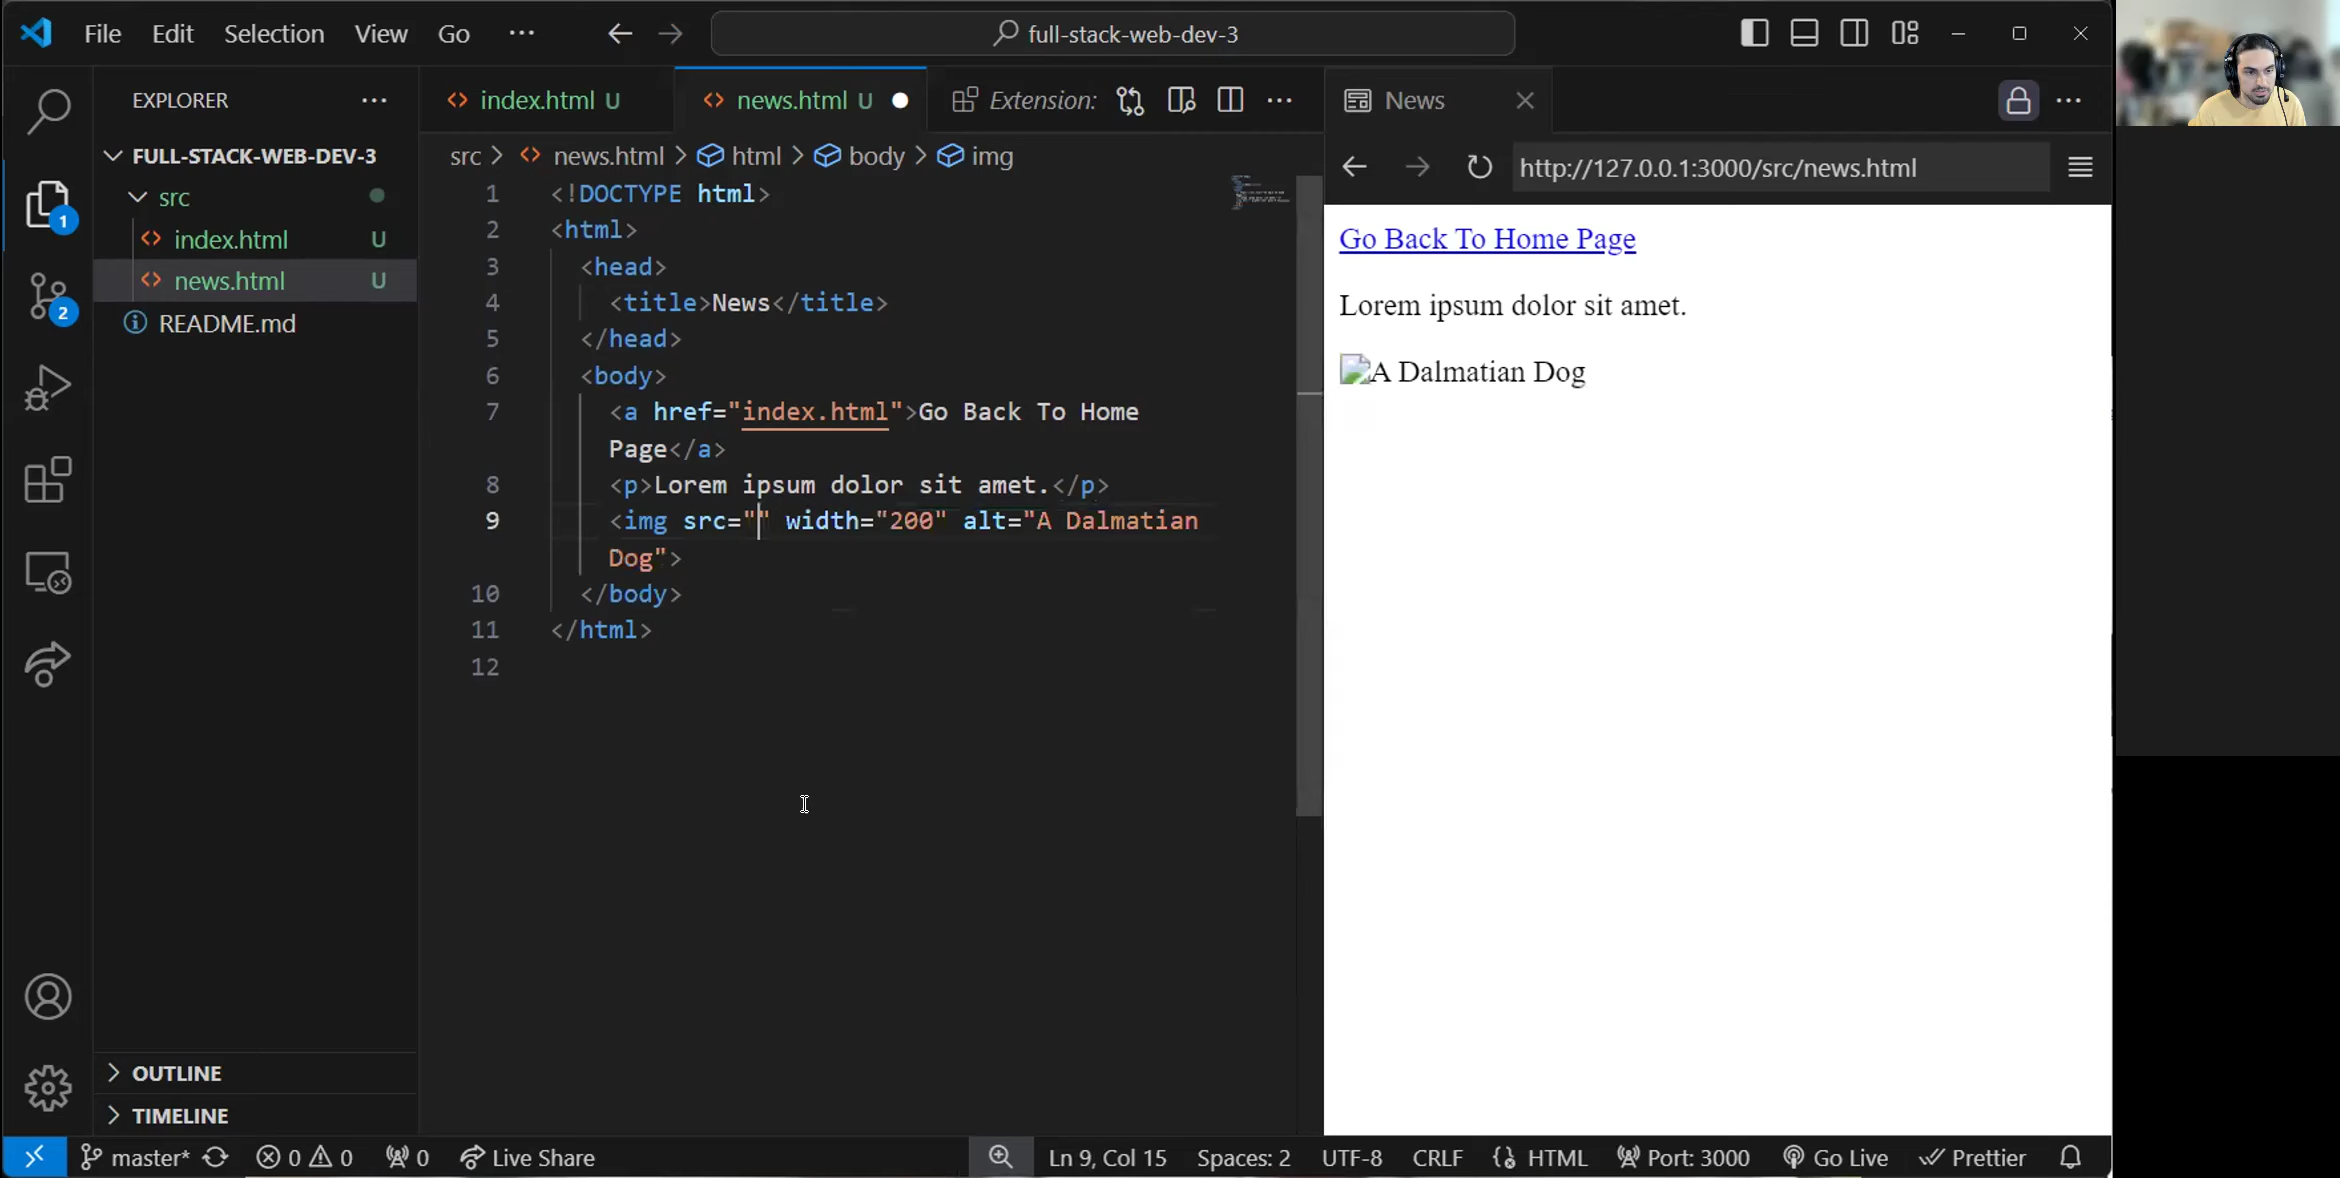 File Edit Selection View Go ··· full-stack-web-dev-3
EXPLORER ···
FULL-STACK-WEB-DEV-3
src
index.html U
news.html U
README.md
OUTLINE
TIMELINE
1
2
index.html U news.html U Extension: ···
src > news.html > html > body > img
1 <!DOCTYPE html>
2 <html>
3 <head>
4 <title>News</title>
5 </head>
6 <body>
7 <a href="index.html">Go Back To Home
Page</a>
8 <p>Lorem ipsum dolor sit amet.</p>
9 <img src="" width="200" alt="A Dalmatian
Dog">
10 </body>
11 </html>
12
News ···
http://127.0.0.1:3000/src/news.html
Go Back To Home Page
Lorem ipsum dolor sit amet.
A Dalmatian Dog
master* 0 0 0 Live Share Ln 9, Col 15 Spaces: 2 UTF-8 CRLF HTML Port: 3000 Go Live Prettier